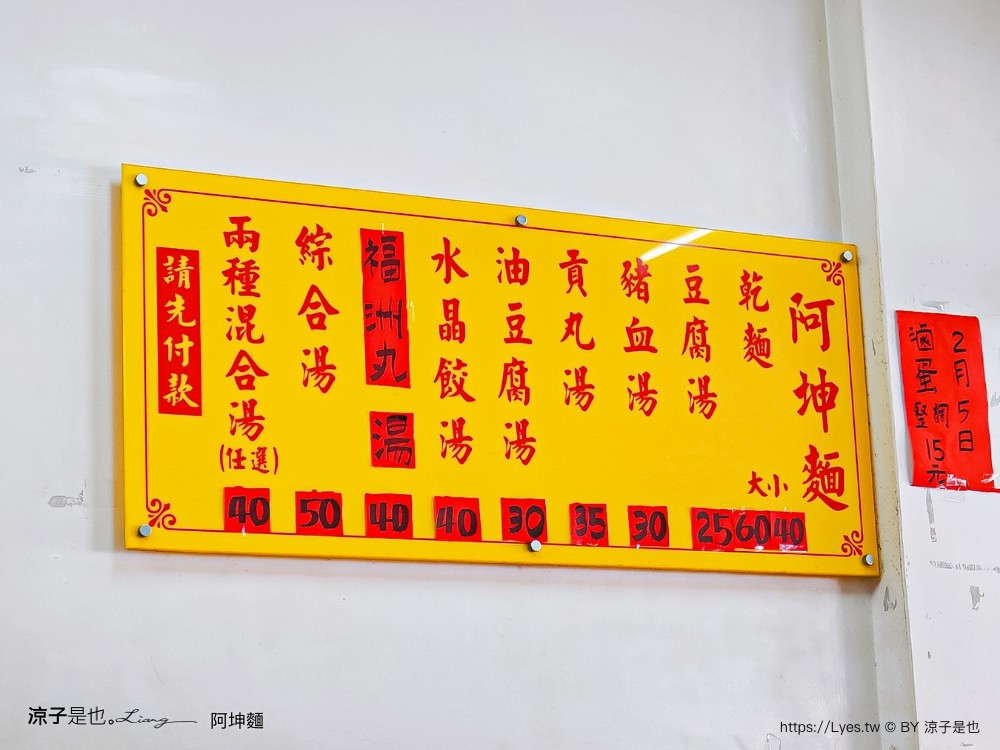 阿坤麵
乾麵
大 小
60 40
豆腐湯
25
豬血湯
30
貢丸湯
35
油豆腐湯
30
水晶餃湯
40
福洲丸湯
40
綜合湯
50
兩種混合湯
(任選)
40
請先付款
2月5日
調整
滷蛋
15元
涼子是也。Liang
阿坤麵
https://Lyes.tw © BY 涼子是也